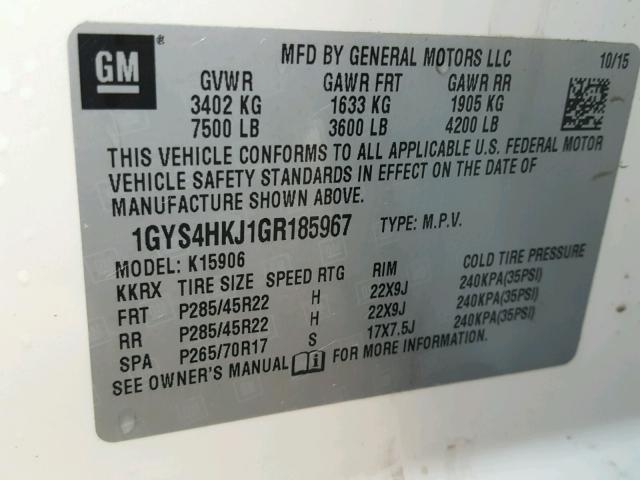 GM
MFD BY GENERAL MOTORS LLC 10/15
GVWR GAWR FRT GAWR RR
3402 KG 1633 KG 1905 KG
7500 LB 3600 LB 4200 LB
THIS VEHICLE CONFORMS TO ALL APPLICABLE U.S. FEDERAL MOTOR
VEHICLE SAFETY STANDARDS IN EFFECT ON THE DATE OF
MANUFACTURE SHOWN ABOVE.
1GYS4HKJ1GR185967 TYPE: M.P.V.
MODEL: K15906
KKRX TIRE SIZE SPEED RTG RIM COLD TIRE PRESSURE
FRT P285/45R22 H 22X9J 240KPA(35PSI)
RR P285/45R22 H 22X9J 240KPA(35PSI)
SPA P265/70R17 S 17X7.5J 240KPA(35PSI)
SEE OWNER'S MANUAL FOR MORE INFORMATION.